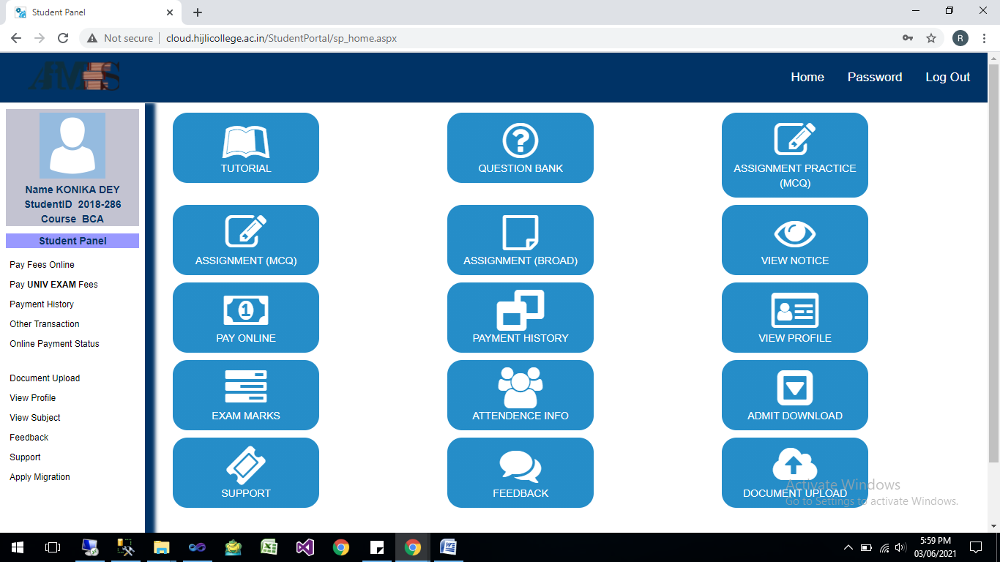 Student Panel
Not secure
cloud.hijlicollege.ac.in/StudentPortal/sp_home.aspx
R
AIMES
Home Password Log Out
Name KONIKA DEY
StudentID 2018-286
Course BCA
Student Panel
Pay Fees Online
Pay UNIV EXAM Fees
Payment History
Other Transaction
Online Payment Status
Document Upload
View Profile
View Subject
Feedback
Support
Apply Migration
TUTORIAL
QUESTION BANK
ASSIGNMENT PRACTICE
(MCQ)
ASSIGNMENT (MCQ)
ASSIGNMENT (BROAD)
VIEW NOTICE
1
PAY ONLINE
PAYMENT HISTORY
VIEW PROFILE
EXAM MARKS
ATTENDENCE INFO
ADMIT DOWNLOAD
SUPPORT
FEEDBACK
DOCUMENT UPLOAD
Activate Windows
Go to Settings to activate Windows.
5:59 PM
03/06/2021